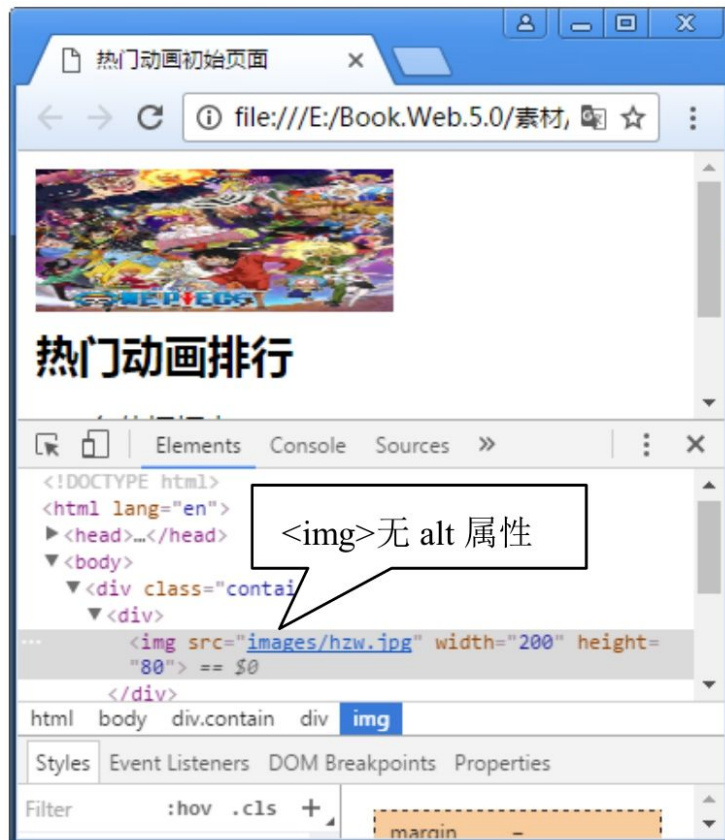 热门动画初始页面
file:///E:/Book.Web.5.0/素材/
ONE PIECE
热门动画排行
Elements Console Sources »
<!DOCTYPE html>
<html lang="en">
▶<head>…</head>
▼<body>
▼<div class="contai
▼<div>
<img src="images/hzw.jpg" width="200" height=
"80"> == $0
</div>
<img>无 alt 属性
html body div.contain div img
Styles Event Listeners DOM Breakpoints Properties
Filter :hov .cls +
margin –